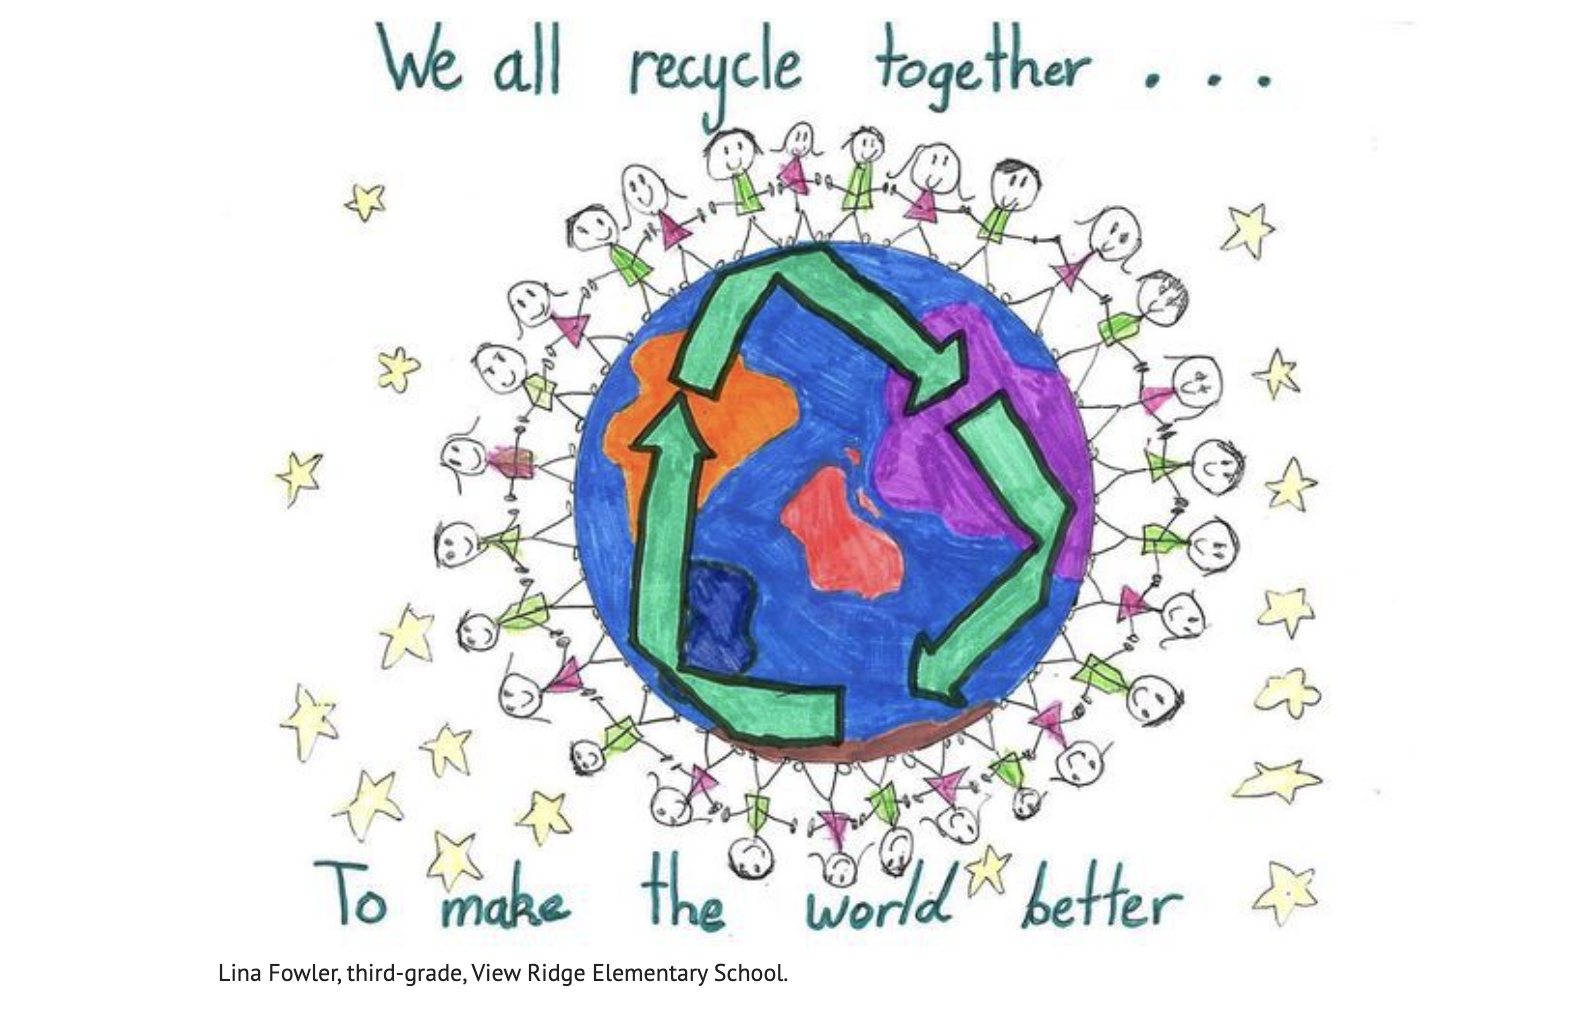 We all recycle together . . .
To make the world better
Lina Fowler, third-grade, View Ridge Elementary School.